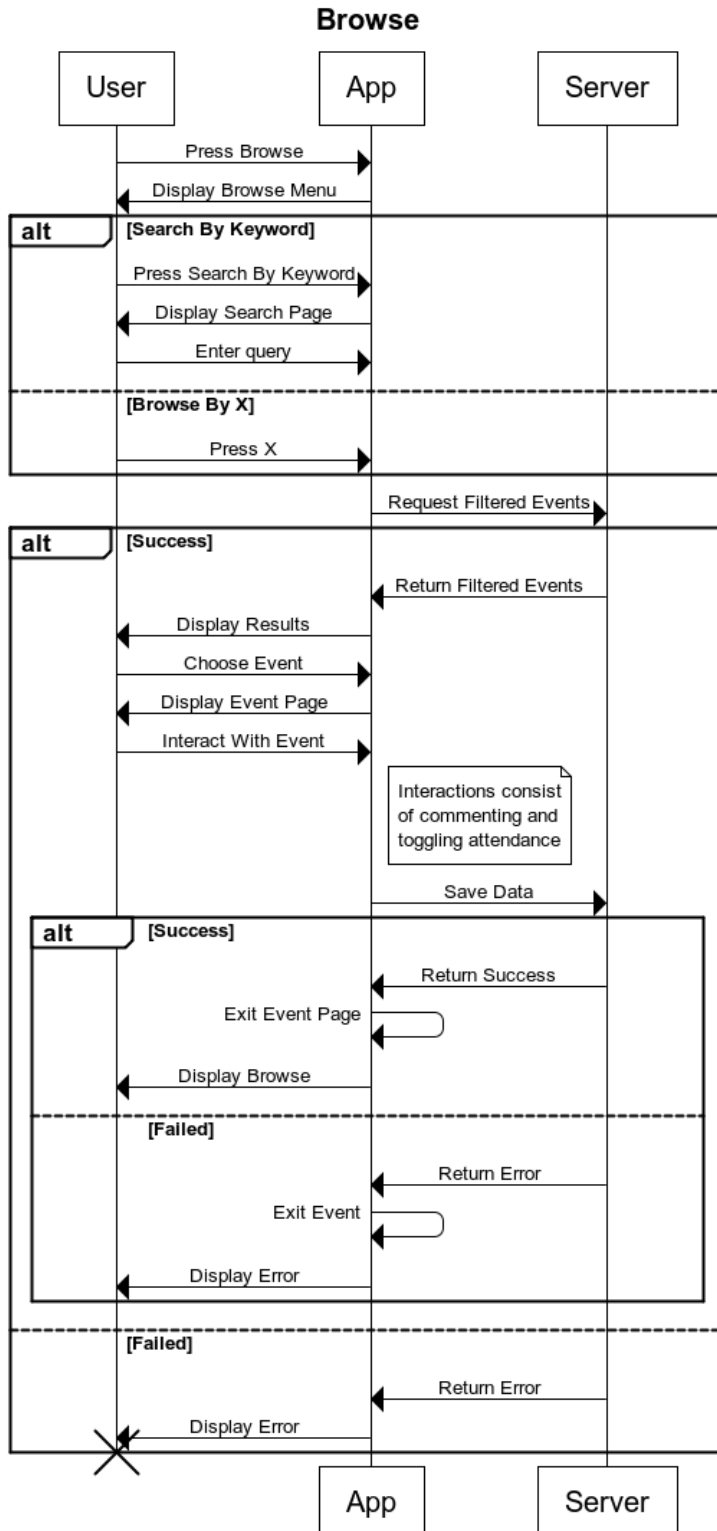 Browse
User
App
Server
Press Browse
Display Browse Menu
alt
[Search By Keyword]
Press Search By Keyword
Display Search Page
Enter query
[Browse By X]
Press X
Request Filtered Events
alt
[Success]
Return Filtered Events
Display Results
Choose Event
Display Event Page
Interact With Event
Interactions consist
of commenting and
toggling attendance
Save Data
alt
[Success]
Return Success
Exit Event Page
Display Browse
[Failed]
Return Error
Exit Event
Display Error
[Failed]
Return Error
Display Error
App
Server